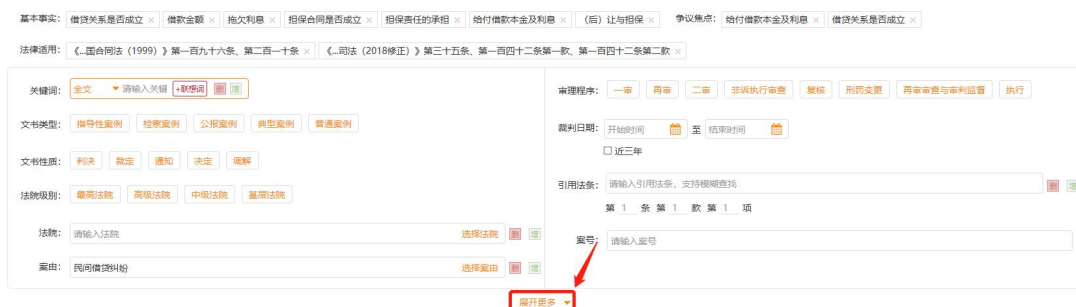 基本事实： 借贷关系是否成立 × 借款金额 × 拖欠利息 × 担保合同是否成立 × 担保责任的承担 × 给付借款本金及利息 × （后）让与担保 × 争议焦点： 给付借款本金及利息 × 借贷关系是否成立 ×
法律适用： 《...国合同法（1999）》第一百九十六条、第二百一十条 × 《...司法（2018修正）》第三十五条、第一百四十二条第一款、第一百四十二条第二款 ×
关键词： 全文 请输入关键 +联想词 删 增
文书类型： 指导性案例 检察案例 公报案例 典型案例 普通案例
文书性质： 判决 裁定 通知 决定 调解
法院级别： 最高法院 高级法院 中级法院 基层法院
法院： 请输入法院 选择法院 删 增
案由： 民间借贷纠纷 选择案由 删 增
审理程序： 一审 再审 二审 非诉执行审查 复核 刑罚变更 再审审查与审判监督 执行
裁判日期： 开始时间 至 结束时间
近三年
引用法条： 请输入引用法条，支持模糊查找 删 增
第 1 条 第 1 款 第 1 项
案号： 请输入案号
展开更多